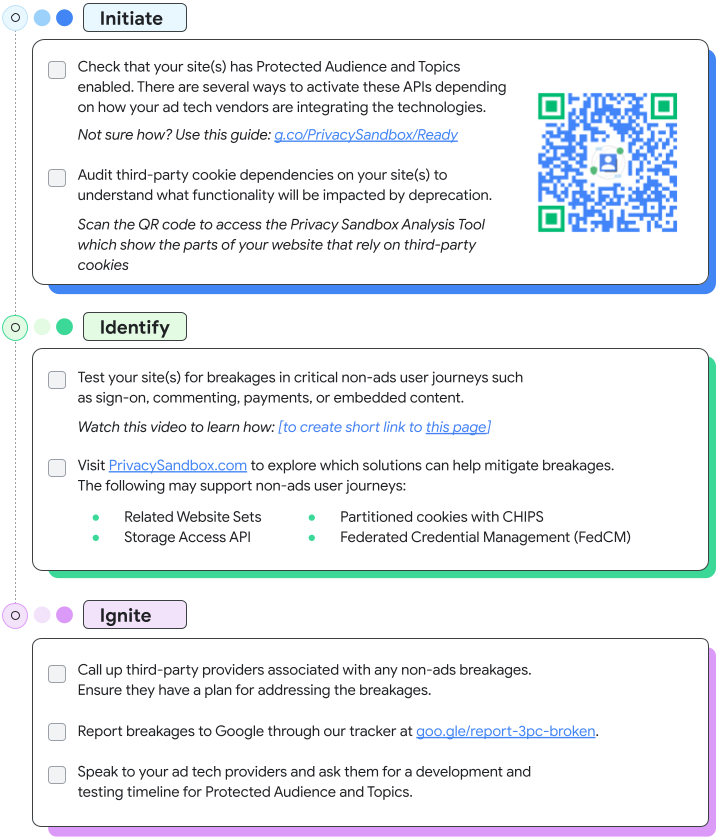 Initiate
Check that your site(s) has Protected Audience and Topics
enabled. There are several ways to activate these APIs depending
on how your ad tech vendors are integrating the technologies.
Not sure how? Use this guide: g.co/PrivacySandbox/Ready
Audit third-party cookie dependencies on your site(s) to
understand what functionality will be impacted by deprecation.
Scan the QR code to access the Privacy Sandbox Analysis Tool
which show the parts of your website that rely on third-party
cookies
Identify
Test your site(s) for breakages in critical non-ads user journeys such
as sign-on, commenting, payments, or embedded content.
Watch this video to learn how: [to create short link to this page]
Visit PrivacySandbox.com to explore which solutions can help mitigate breakages.
The following may support non-ads user journeys:
Related Website Sets
Storage Access API
Partitioned cookies with CHIPS
Federated Credential Management (FedCM)
Ignite
Call up third-party providers associated with any non-ads breakages.
Ensure they have a plan for addressing the breakages.
Report breakages to Google through our tracker at goo.gle/report-3pc-broken.
Speak to your ad tech providers and ask them for a development and
testing timeline for Protected Audience and Topics.